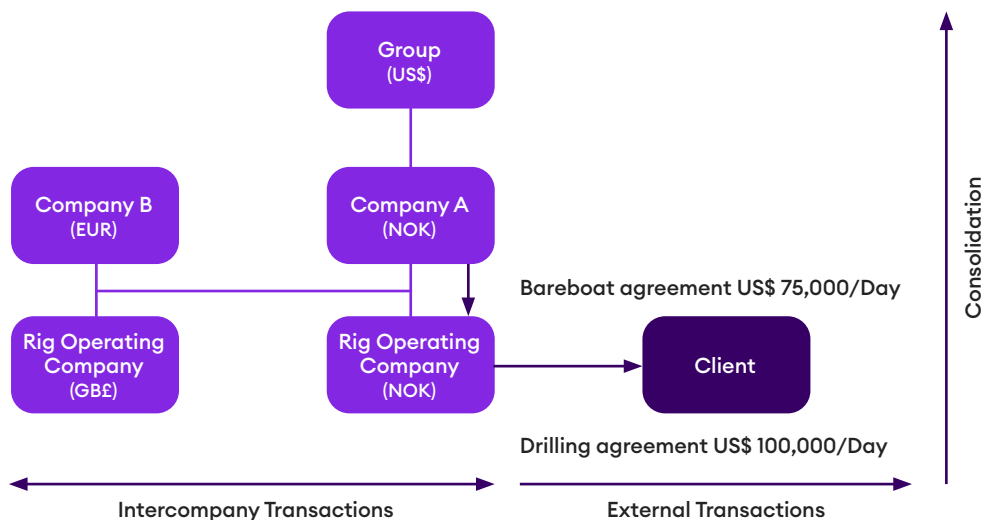 Group
(US$)
Company B
(EUR)
Company A
(NOK)
Bareboat agreement US$ 75,000/Day
Rig Operating
Company
(GB£)
Rig Operating
Company
(NOK)
Client
Drilling agreement US$ 100,000/Day
Intercompany Transactions
External Transactions
Consolidation